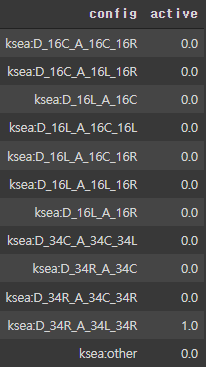 config active
ksea:D_16C_A_16C_16R 0.0
ksea:D_16C_A_16L_16R 0.0
ksea:D_16L_A_16C 0.0
ksea:D_16L_A_16C_16L 0.0
ksea:D_16L_A_16C_16R 0.0
ksea:D_16L_A_16L_16R 0.0
ksea:D_16L_A_16R 0.0
ksea:D_34C_A_34C_34L 0.0
ksea:D_34R_A_34C 0.0
ksea:D_34R_A_34C_34R 0.0
ksea:D_34R_A_34L_34R 1.0
ksea:other 0.0